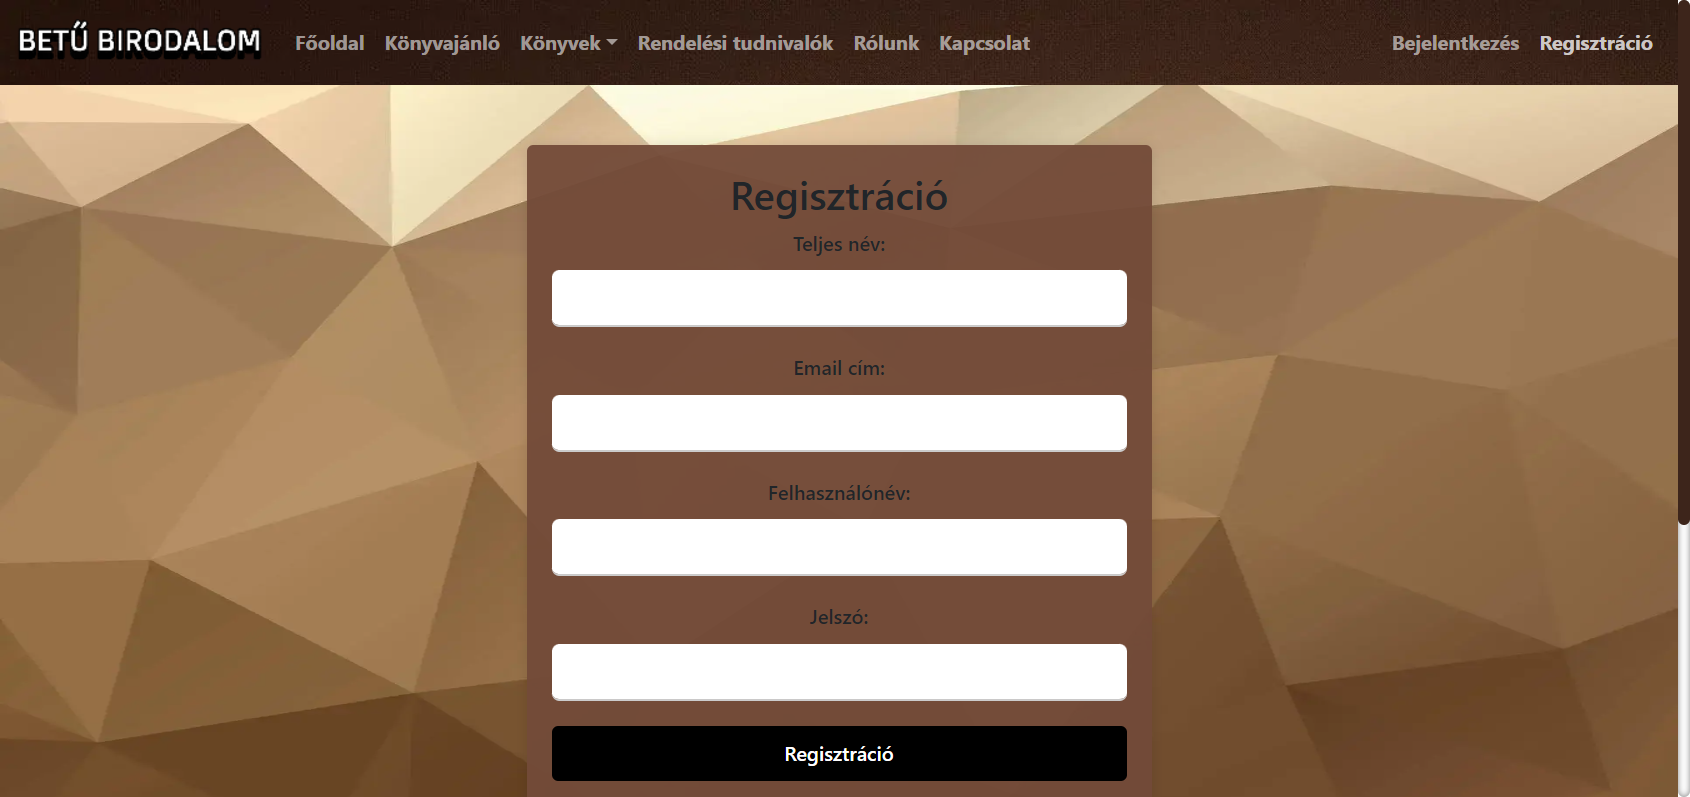 BETŰ BIRODALOM
Főoldal Könyvajánló Könyvek Rendelési tudnivalók Rólunk Kapcsolat Bejelentkezés Regisztráció
Regisztráció
Teljes név:
Email cím:
Felhasználónév:
Jelszó:
Regisztráció